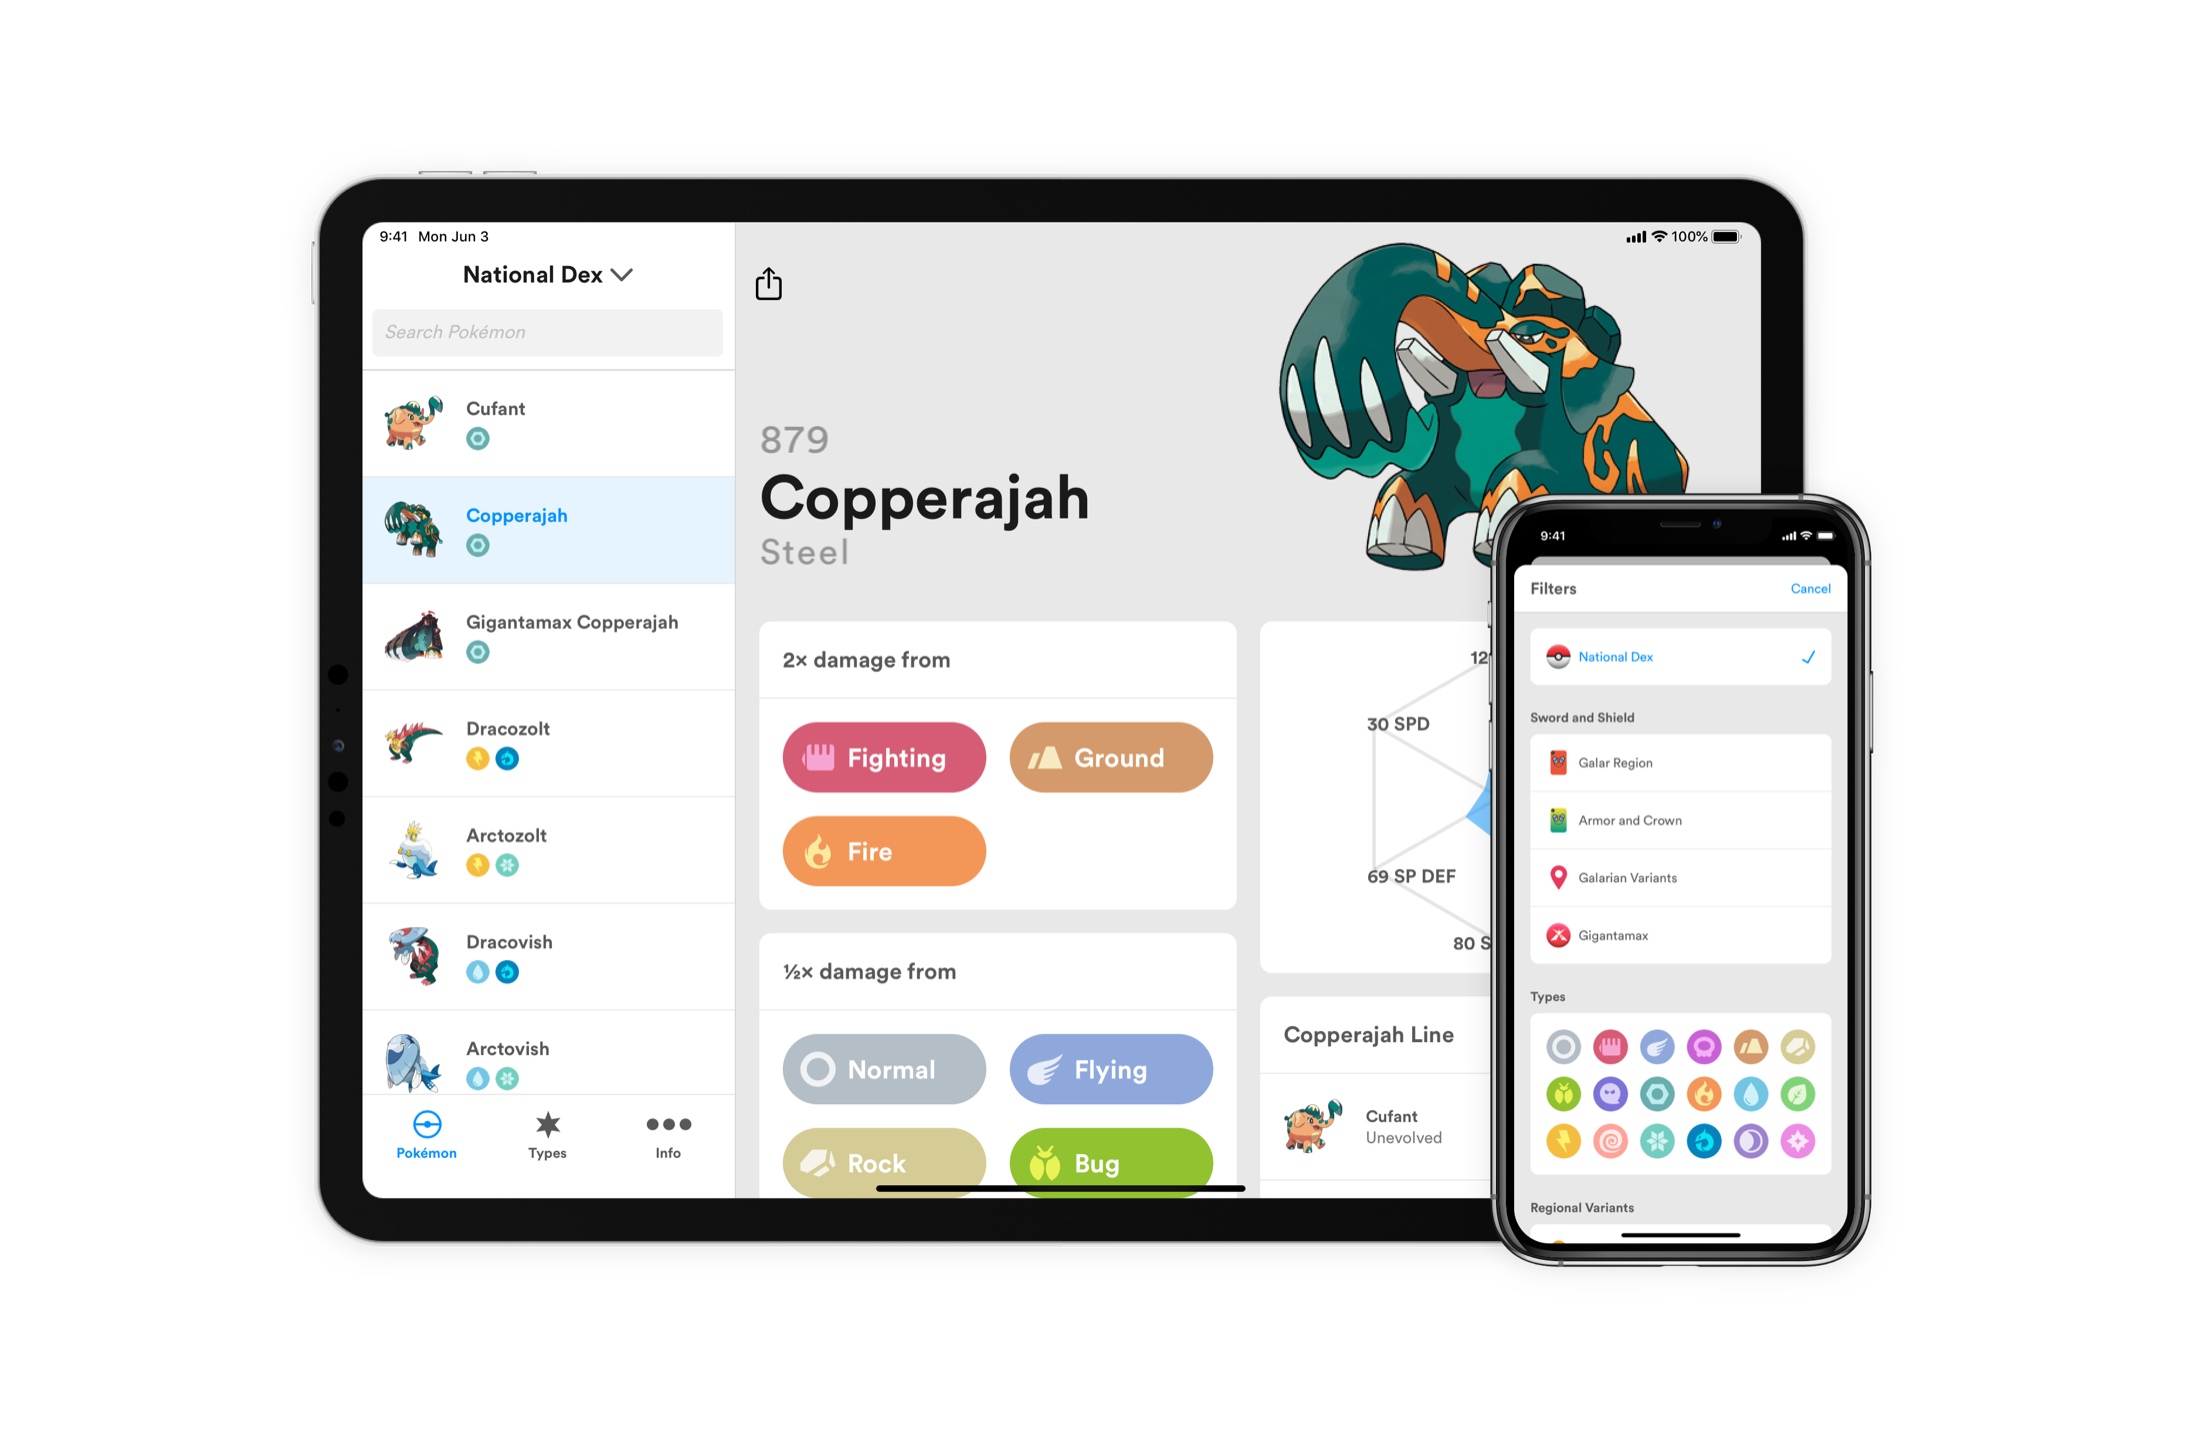 9:41 Mon Jun 3
100%
National Dex
Search Pokémon
Cufant
Copperajah
Gigantamax Copperajah
Dracozolt
Arctozolt
Dracovish
Arctovish
Pokémon
Types
Info
879
Copperajah
Steel
2× damage from
Fighting
Ground
Fire
½× damage from
Normal
Flying
Rock
Bug
30 SPD
69 SP DEF
80 S
Copperajah Line
Cufant
Unevolved
9:41
Filters
Cancel
National Dex
Sword and Shield
Galar Region
Armor and Crown
Galarian Variants
Gigantamax
Types
Regional Variants